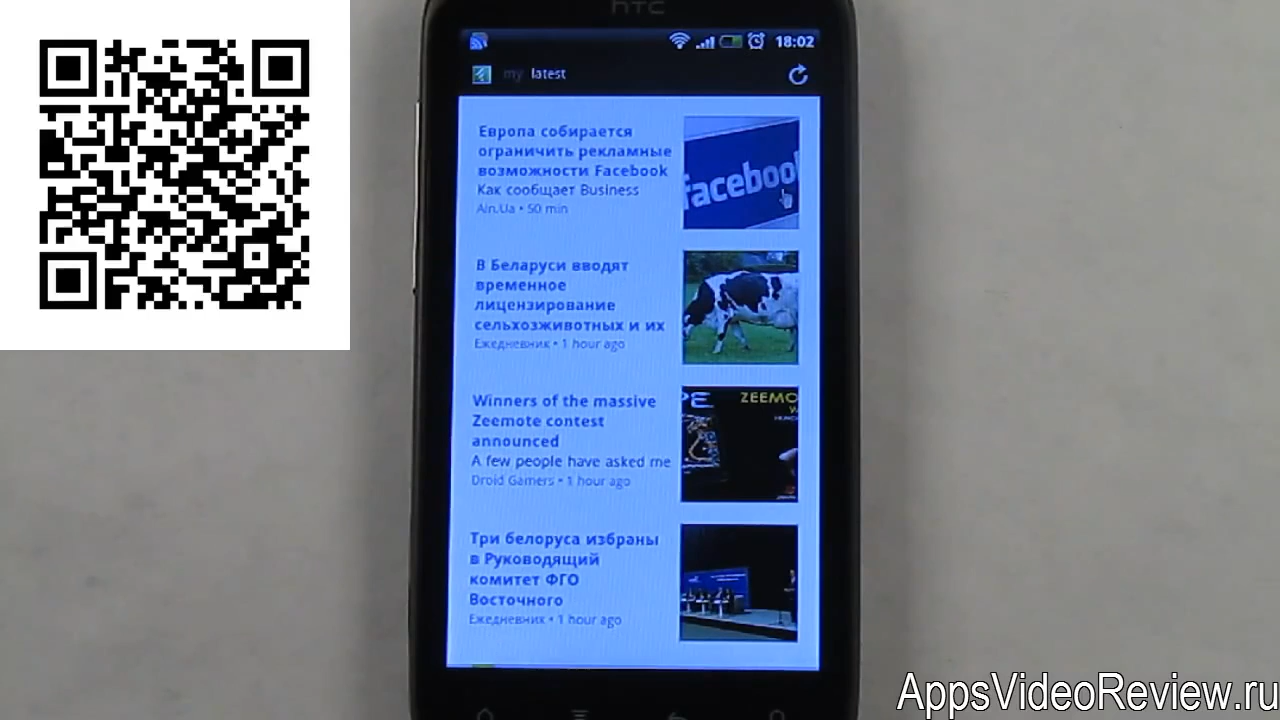 hTC
18:02
my latest
Европа собирается
ограничить рекламные
возможности Facebook
Как сообщает Business
Ain.Ua • 50 min
faceboo
В Беларуси вводят
временное
лицензирование
сельхозживотных и их
Ежедневник • 1 hour ago
Winners of the massive
Zeemote contest
announced
A few people have asked me
Droid Gamers • 1 hour ago
PE ZEEMO
Три белоруса избраны
в Руководящий
комитет ФГО
Восточного
Ежедневник • 1 hour ago
AppsVideoReview.ru